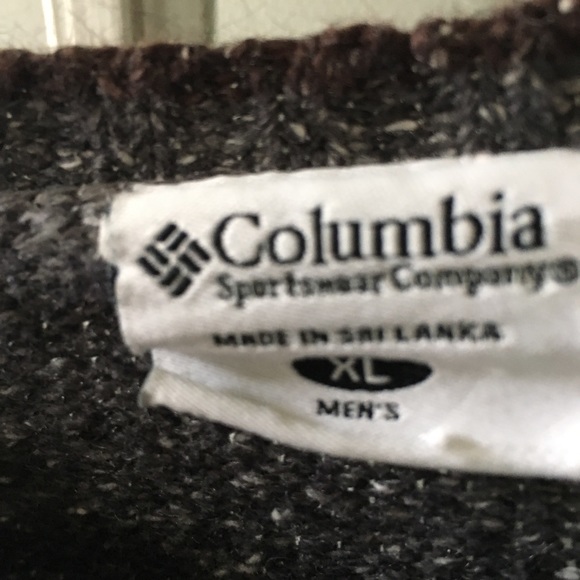 Columbia
Sportswear Company®
MADE IN SRI LANKA
XL
MEN'S